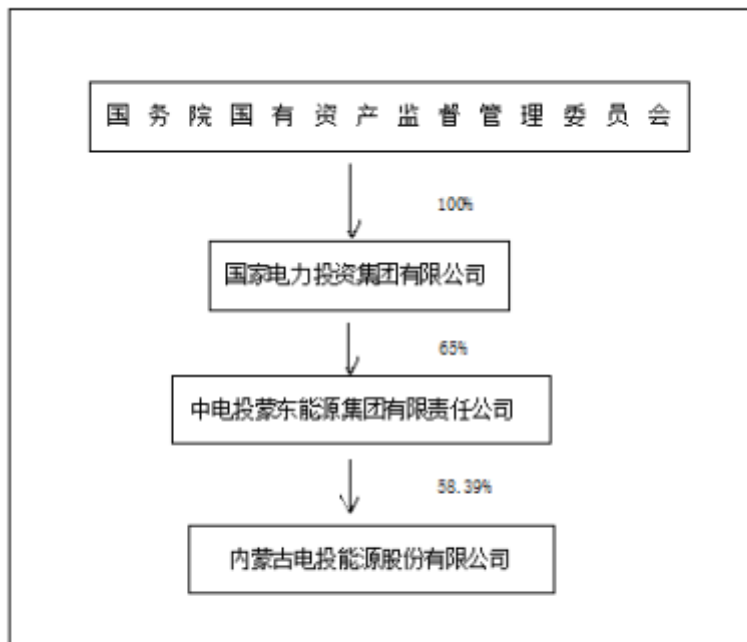 国务院国有资产监督管理委员会
100%
国家电力投资集团有限公司
65%
中电投蒙东能源集团有限责任公司
58.39%
内蒙古电投能源股份有限公司